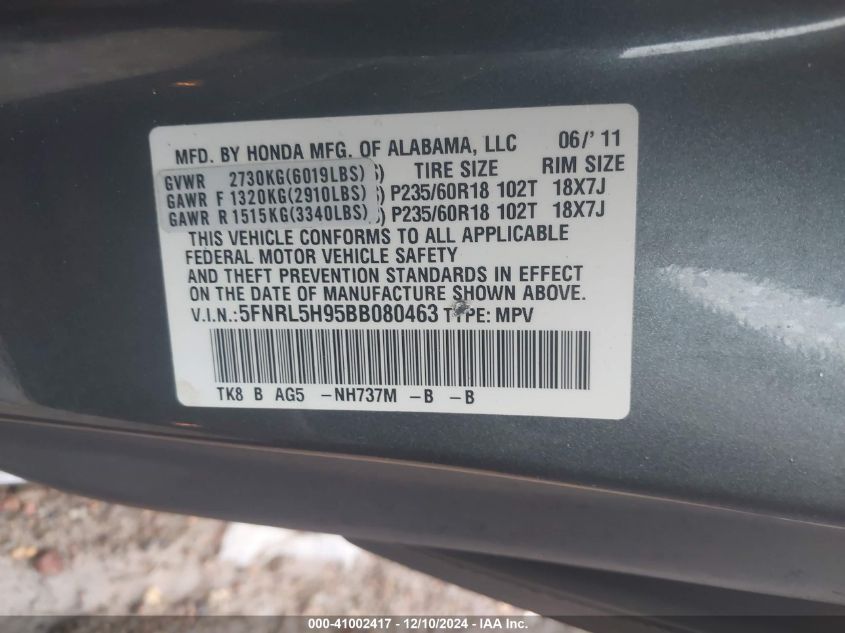 MFD. BY HONDA MFG. OF ALABAMA, LLC 06/'11
GVWR 2730KG(6019LBS) TIRE SIZE RIM SIZE
GAWR F 1320KG(2910LBS) P235/60R18 102T 18X7J
GAWR R 1515KG(3340LBS) P235/60R18 102T 18X7J
THIS VEHICLE CONFORMS TO ALL APPLICABLE
FEDERAL MOTOR VEHICLE SAFETY
AND THEFT PREVENTION STANDARDS IN EFFECT
ON THE DATE OF MANUFACTURE SHOWN ABOVE.
V.I.N.:5FNRL5H95BB080463 TYPE: MPV
TK8 B AG5 -NH737M -B -B
000-41002417 - 12/10/2024 - IAA Inc.